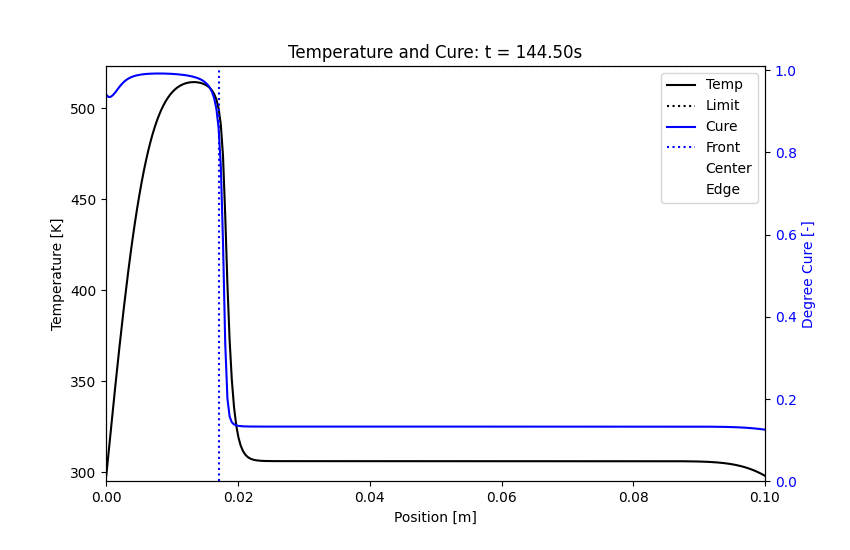 Temperature and Cure: t = 144.50s
Temperature [K]
500
450
400
350
300
Temp
Limit
Cure
Front
Center
Edge
1.0
0.8
0.6
0.4
0.2
0.0
Degree Cure [-]
0.00
0.02
0.04
0.06
0.08
0.10
Position [m]